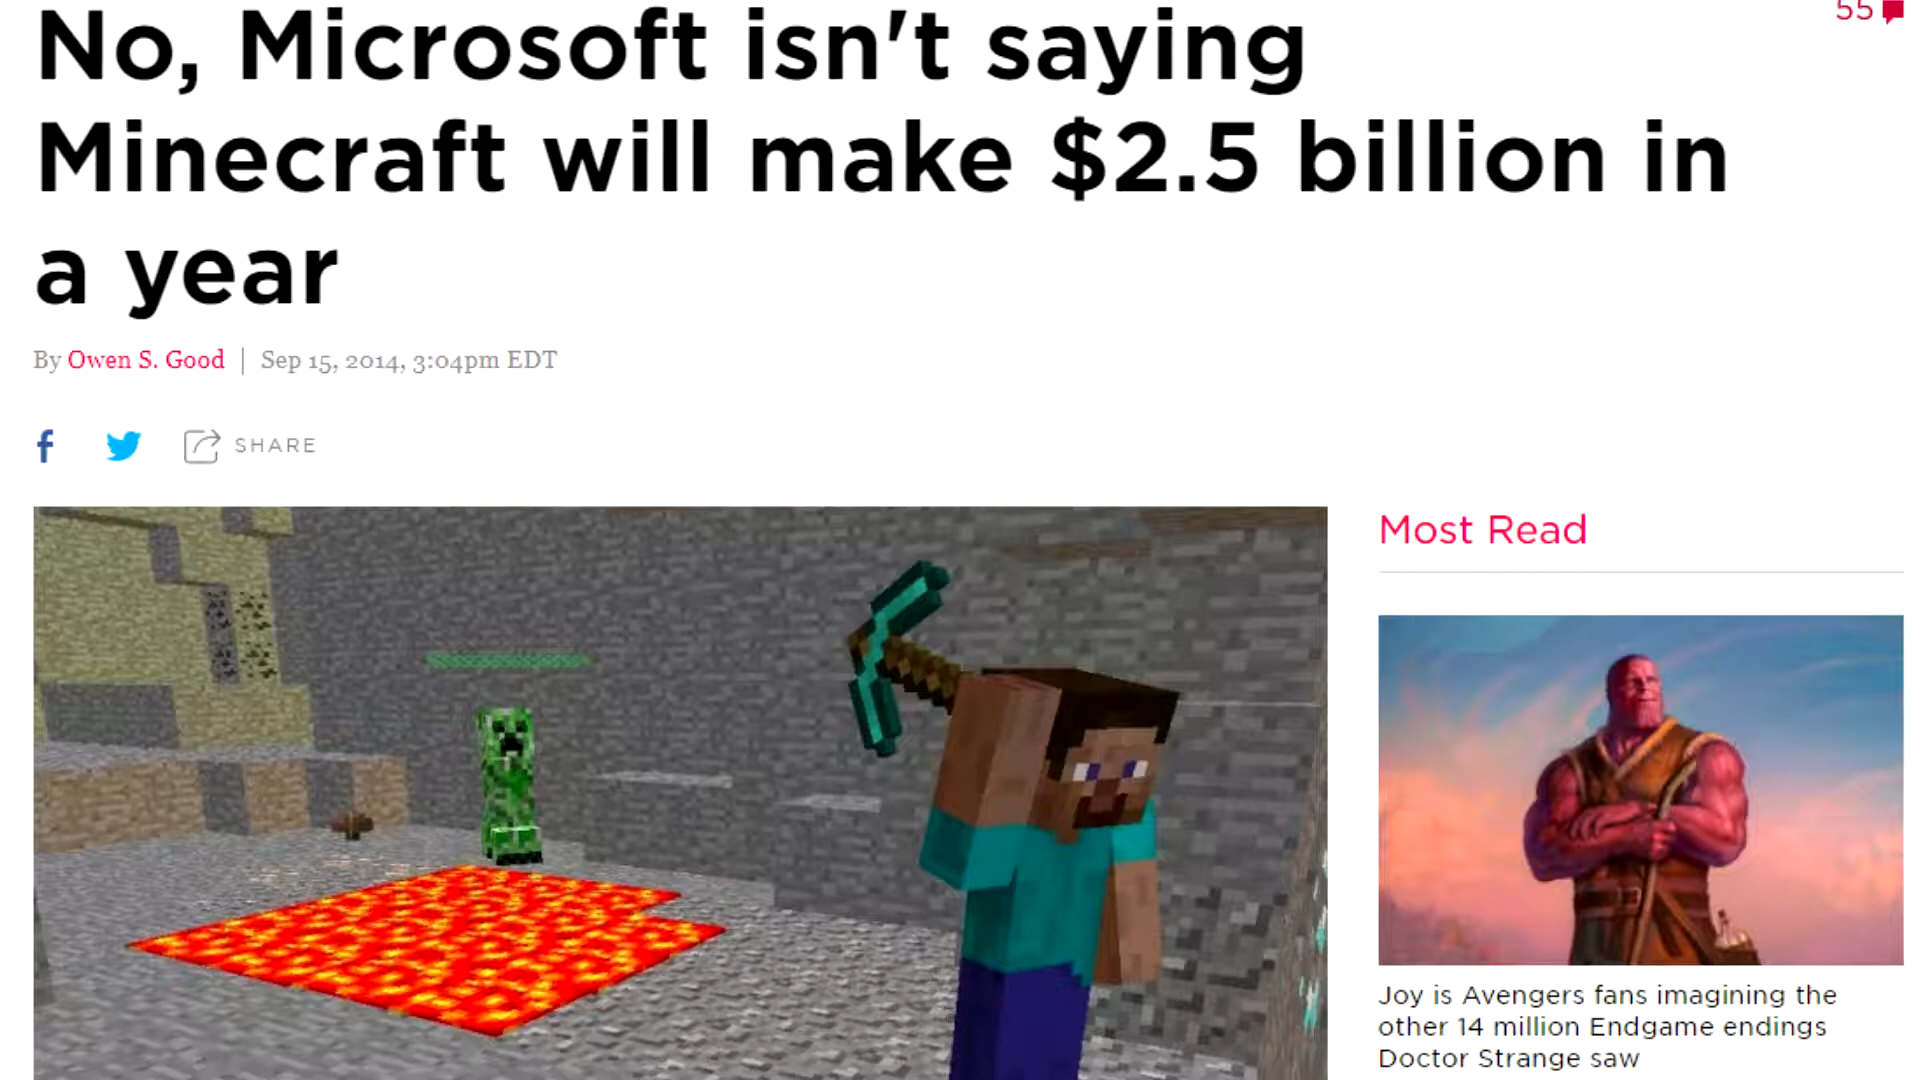 55
No, Microsoft isn't saying
Minecraft will make $2.5 billion in
a year
By Owen S. Good | Sep 15, 2014, 3:04pm EDT
SHARE
Most Read
Joy is Avengers fans imagining the
other 14 million Endgame endings
Doctor Strange saw